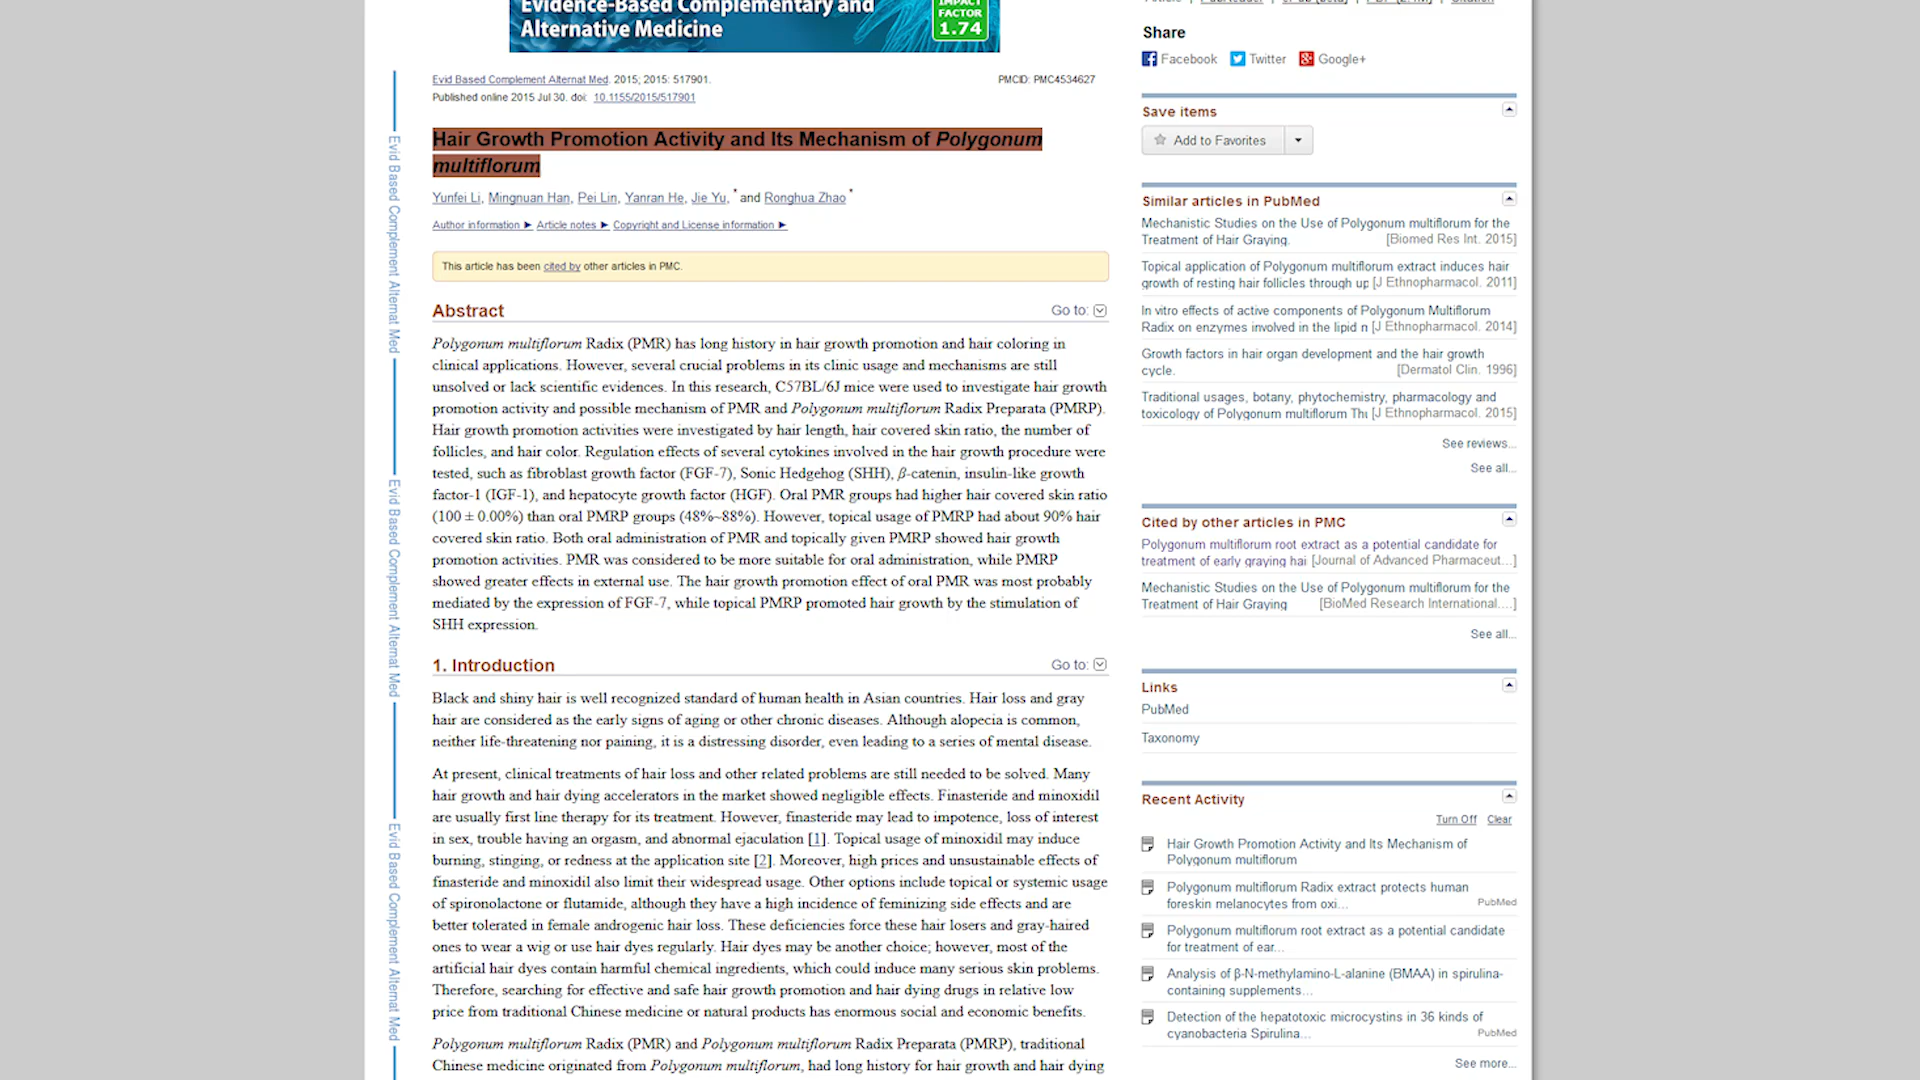 Evidence-Based Complementary and
Alternative Medicine
IMPACT
FACTOR
1.74
Evid Based Complement Alternat Med. 2015; 2015: 517901.
PMCID: PMC4534627
Published online 2015 Jul 30. doi: 10.1155/2015/517901
Hair Growth Promotion Activity and Its Mechanism of Polygonum
multiflorum
Yunfei Li, Mingnuan Han, Pei Lin, Yanran He, Jie Yu,* and Ronghua Zhao*
Author information ► Article notes ► Copyright and License information ►
This article has been cited by other articles in PMC.
Abstract
Go to:
Polygonum multiflorum Radix (PMR) has long history in hair growth promotion and hair coloring in
clinical applications. However, several crucial problems in its clinic usage and mechanisms are still
unsolved or lack scientific evidences. In this research, C57BL/6J mice were used to investigate hair growth
promotion activity and possible mechanism of PMR and Polygonum multiflorum Radix Preparata (PMRP).
Hair growth promotion activities were investigated by hair length, hair covered skin ratio, the number of
follicles, and hair color. Regulation effects of several cytokines involved in the hair growth procedure were
tested, such as fibroblast growth factor (FGF-7), Sonic Hedgehog (SHH), β-catenin, insulin-like growth
factor-1 (IGF-1), and hepatocyte growth factor (HGF). Oral PMR groups had higher hair covered skin ratio
(100 ± 0.00%) than oral PMRP groups (48%~88%). However, topical usage of PMRP had about 90% hair
covered skin ratio. Both oral administration of PMR and topically given PMRP showed hair growth
promotion activities. PMR was considered to be more suitable for oral administration, while PMRP
showed greater effects in external use. The hair growth promotion effect of oral PMR was most probably
mediated by the expression of FGF-7, while topical PMRP promoted hair growth by the stimulation of
SHH expression.
1. Introduction
Go to:
Black and shiny hair is well recognized standard of human health in Asian countries. Hair loss and gray
hair are considered as the early signs of aging or other chronic diseases. Although alopecia is common,
neither life-threatening nor paining, it is a distressing disorder, even leading to a series of mental disease.
At present, clinical treatments of hair loss and other related problems are still needed to be solved. Many
hair growth and hair dying accelerators in the market showed negligible effects. Finasteride and minoxidil
are usually first line therapy for its treatment. However, finasteride may lead to impotence, loss of interest
in sex, trouble having an orgasm, and abnormal ejaculation [1]. Topical usage of minoxidil may induce
burning, stinging, or redness at the application site [2]. Moreover, high prices and unsustainable effects of
finasteride and minoxidil also limit their widespread usage. Other options include topical or systemic usage
of spironolactone or flutamide, although they have a high incidence of feminizing side effects and are
better tolerated in female androgenic hair loss. These deficiencies force these hair losers and gray-haired
ones to wear a wig or use hair dyes regularly. Hair dyes may be another choice; however, most of the
artificial hair dyes contain harmful chemical ingredients, which could induce many serious skin problems.
Therefore, searching for effective and safe hair growth promotion and hair dying drugs in relative low
price from traditional Chinese medicine or natural products has enormous social and economic benefits.
Polygonum multiflorum Radix (PMR) and Polygonum multiflorum Radix Preparata (PMRP), traditional
Chinese medicine originated from Polygonum multiflorum, had long history for hair growth and hair dying
Evid Based Complement Alternat Med
Evid Based Complement Alternat Med
Evid Based Complement Alternat Med
Share
Facebook Twitter Google+
Save items
Add to Favorites
Similar articles in PubMed
Mechanistic Studies on the Use of Polygonum multiflorum for the
Treatment of Hair Graying. [Biomed Res Int. 2015]
Topical application of Polygonum multiflorum extract induces hair
growth of resting hair follicles through up [J Ethnopharmacol. 2011]
In vitro effects of active components of Polygonum Multiflorum
Radix on enzymes involved in the lipid n [J Ethnopharmacol. 2014]
Growth factors in hair organ development and the hair growth
cycle. [Dermatol Clin. 1996]
Traditional usages, botany, phytochemistry, pharmacology and
toxicology of Polygonum multiflorum Thu [J Ethnopharmacol. 2015]
See reviews...
See all...
Cited by other articles in PMC
Polygonum multiflorum root extract as a potential candidate for
treatment of early graying hai [Journal of Advanced Pharmaceut...]
Mechanistic Studies on the Use of Polygonum multiflorum for the
Treatment of Hair Graying [BioMed Research International....]
See all...
Links
PubMed
Taxonomy
Recent Activity
Turn Off Clear
Hair Growth Promotion Activity and Its Mechanism of
Polygonum multiflorum
Polygonum multiflorum Radix extract protects human
foreskin melanocytes from oxi... PubMed
Polygonum multiflorum root extract as a potential candidate
for treatment of ear...
Analysis of β-N-methylamino-L-alanine (BMAA) in spirulina-
containing supplements...
Detection of the hepatotoxic microcystins in 36 kinds of
cyanobacteria Spirulina... PubMed
See more...